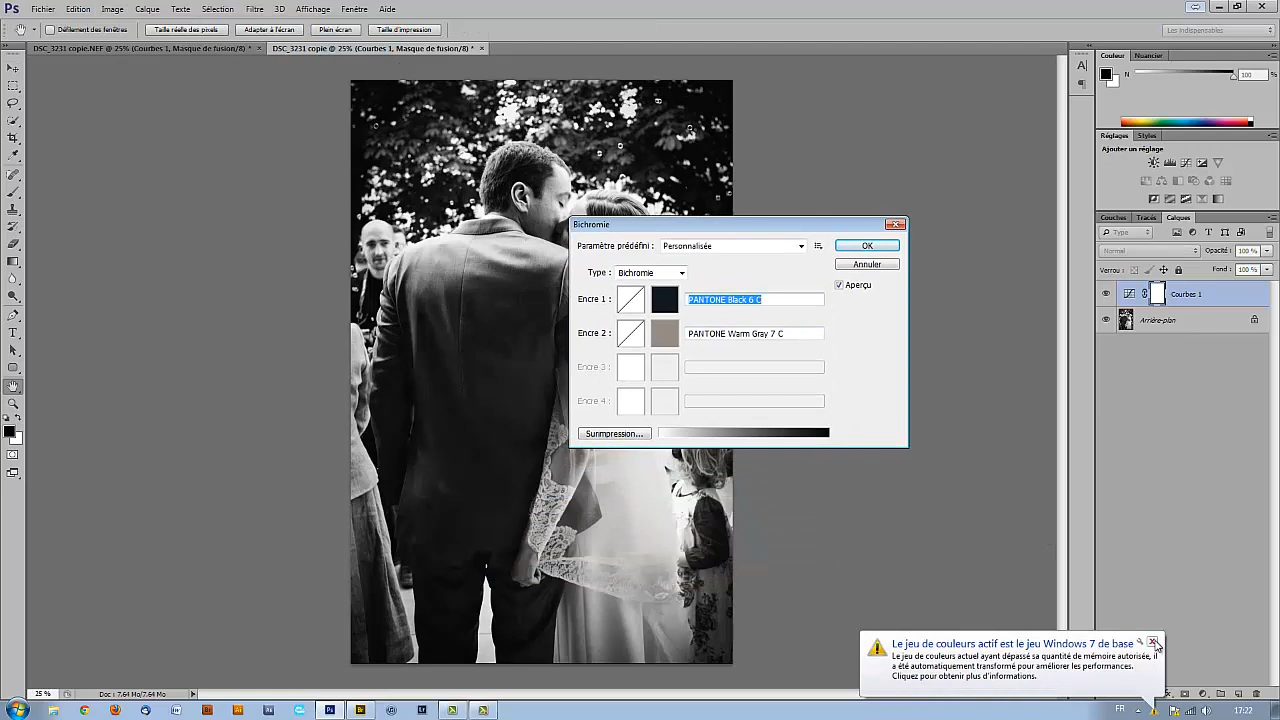 Ps Fichier Edition Image Calque Texte Sélection Filtre 3D Affichage Fenêtre Aide
Défilement des fenêtres Taille réelle des pixels Adapter à l'écran Plein écran Taille d'impression Les indispensables
DSC_3231 copie.NEF @ 25% (Courbes 1, Masque de fusion/8) * × DSC_3231 copie @ 25% (Courbes 1, Masque de fusion/8) * ×
Couleur Nuancier
N 100 %
Réglages Styles
Ajouter un réglage
Couches Tracés Calques
Type
Normal Opacité : 100 %
Verrou : Fond : 100 %
Courbes 1
Arrière-plan
Bichromie
Paramètre prédéfini : Personnalisée OK
Annuler
Type : Bichromie
Aperçu
Encre 1 : PANTONE Black 6 C
Encre 2 : PANTONE Warm Gray 7 C
Encre 3 :
Encre 4 :
Surimpression...
Le jeu de couleurs actif est le jeu Windows 7 de base
Le jeu de couleurs actuel ayant dépassé sa quantité de mémoire autorisée, il
a été automatiquement transformé pour améliorer les performances.
Cliquez pour obtenir plus d'informations.
25 % Doc : 7,64 Mo/7,64 Mo
FR 17:22